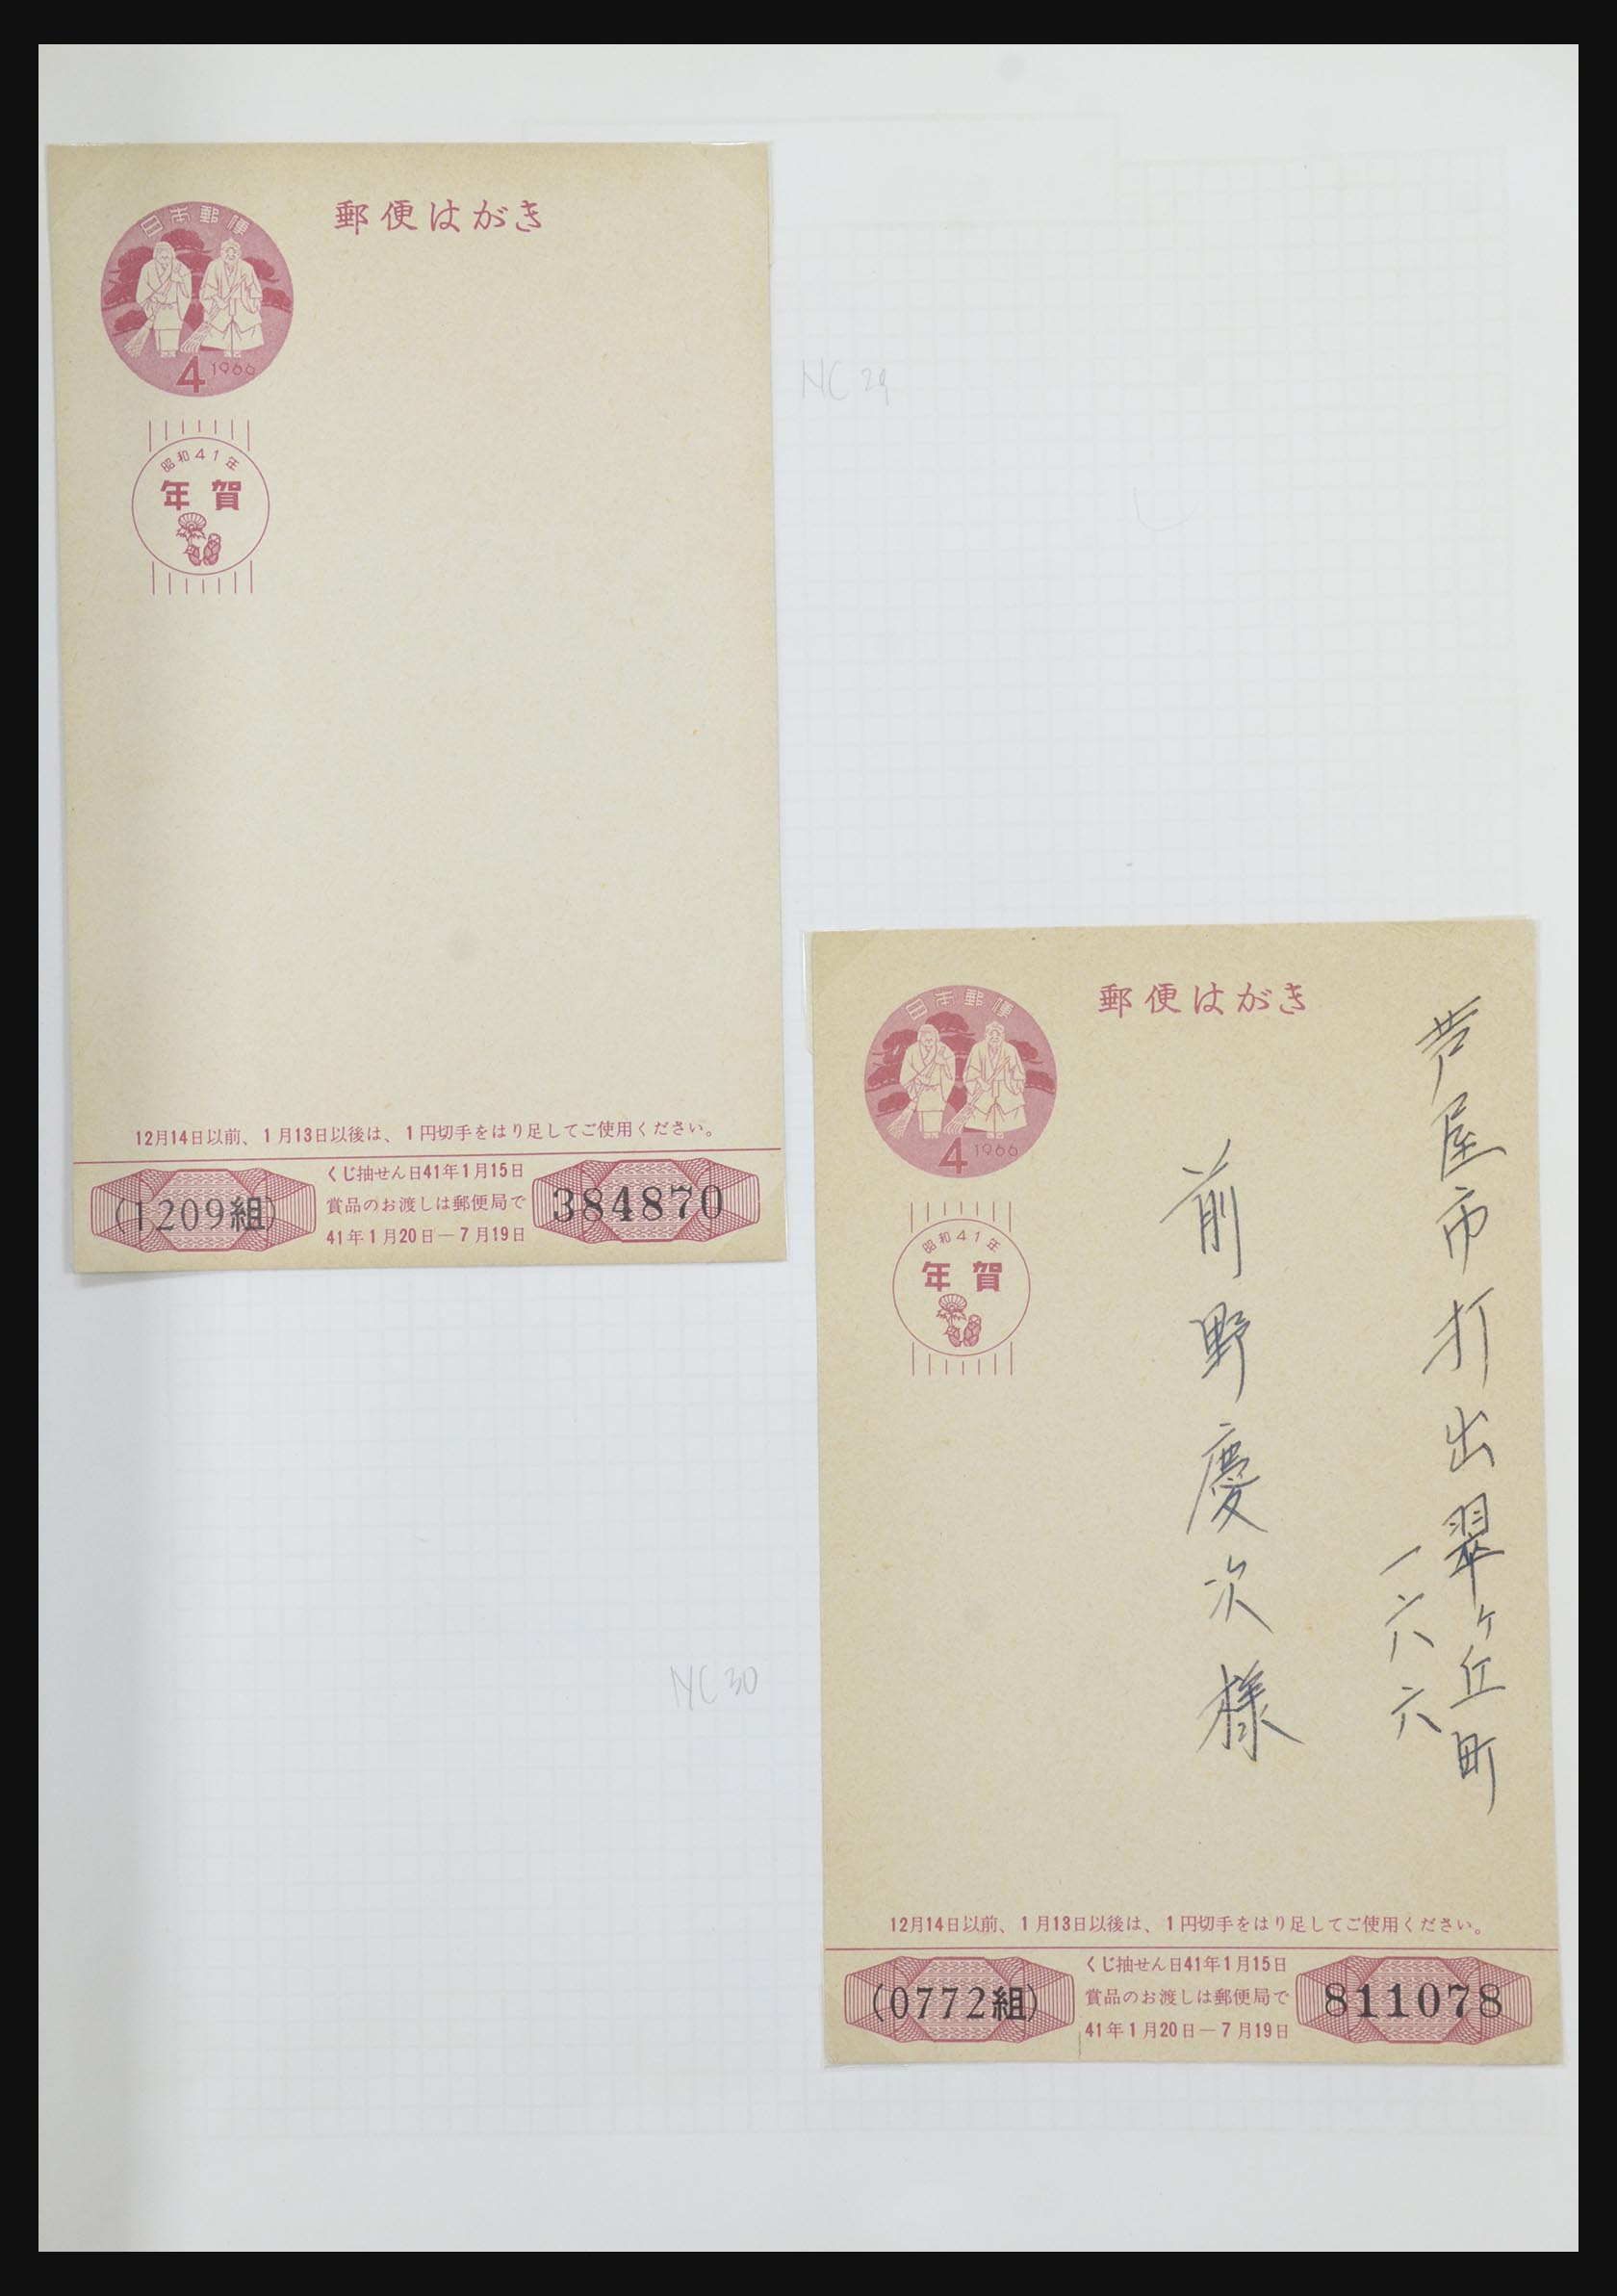 郵便はがき
日本郵便
4 1966
昭和41年
年賀
12月14日以前、1月13日以後は、1円切手をはり足してご使用ください。
(1209組)
くじ抽せん日41年1月15日
賞品のお渡しは郵便局で
41年1月20日—7月19日
384870
NC 29
NC 30
郵便はがき
日本郵便
4 1966
昭和41年
年賀
芦屋市打出翠ヶ丘町
一六六
前野慶次様
12月14日以前、1月13日以後は、1円切手をはり足してご使用ください。
(0772組)
くじ抽せん日41年1月15日
賞品のお渡しは郵便局で
41年1月20日—7月19日
811078